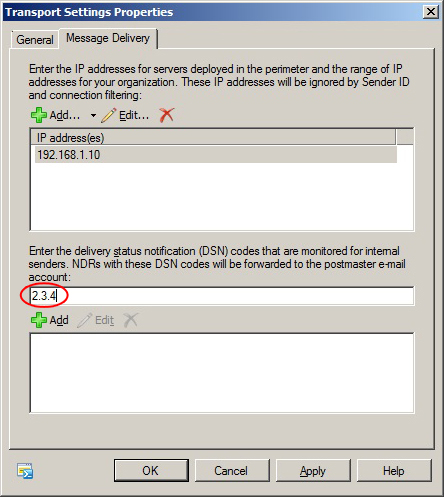 Transport Settings Properties
General
Message Delivery
Enter the IP addresses for servers deployed in the perimeter and the range of IP
addresses for your organization. These IP addresses will be ignored by Sender ID
and connection filtering:
Add...
Edit...
IP address(es)
192.168.1.10
Enter the delivery status notification (DSN) codes that are monitored for internal
senders. NDRs with these DSN codes will be forwarded to the postmaster e-mail
account:
2.3.4
Add
Edit
OK
Cancel
Apply
Help